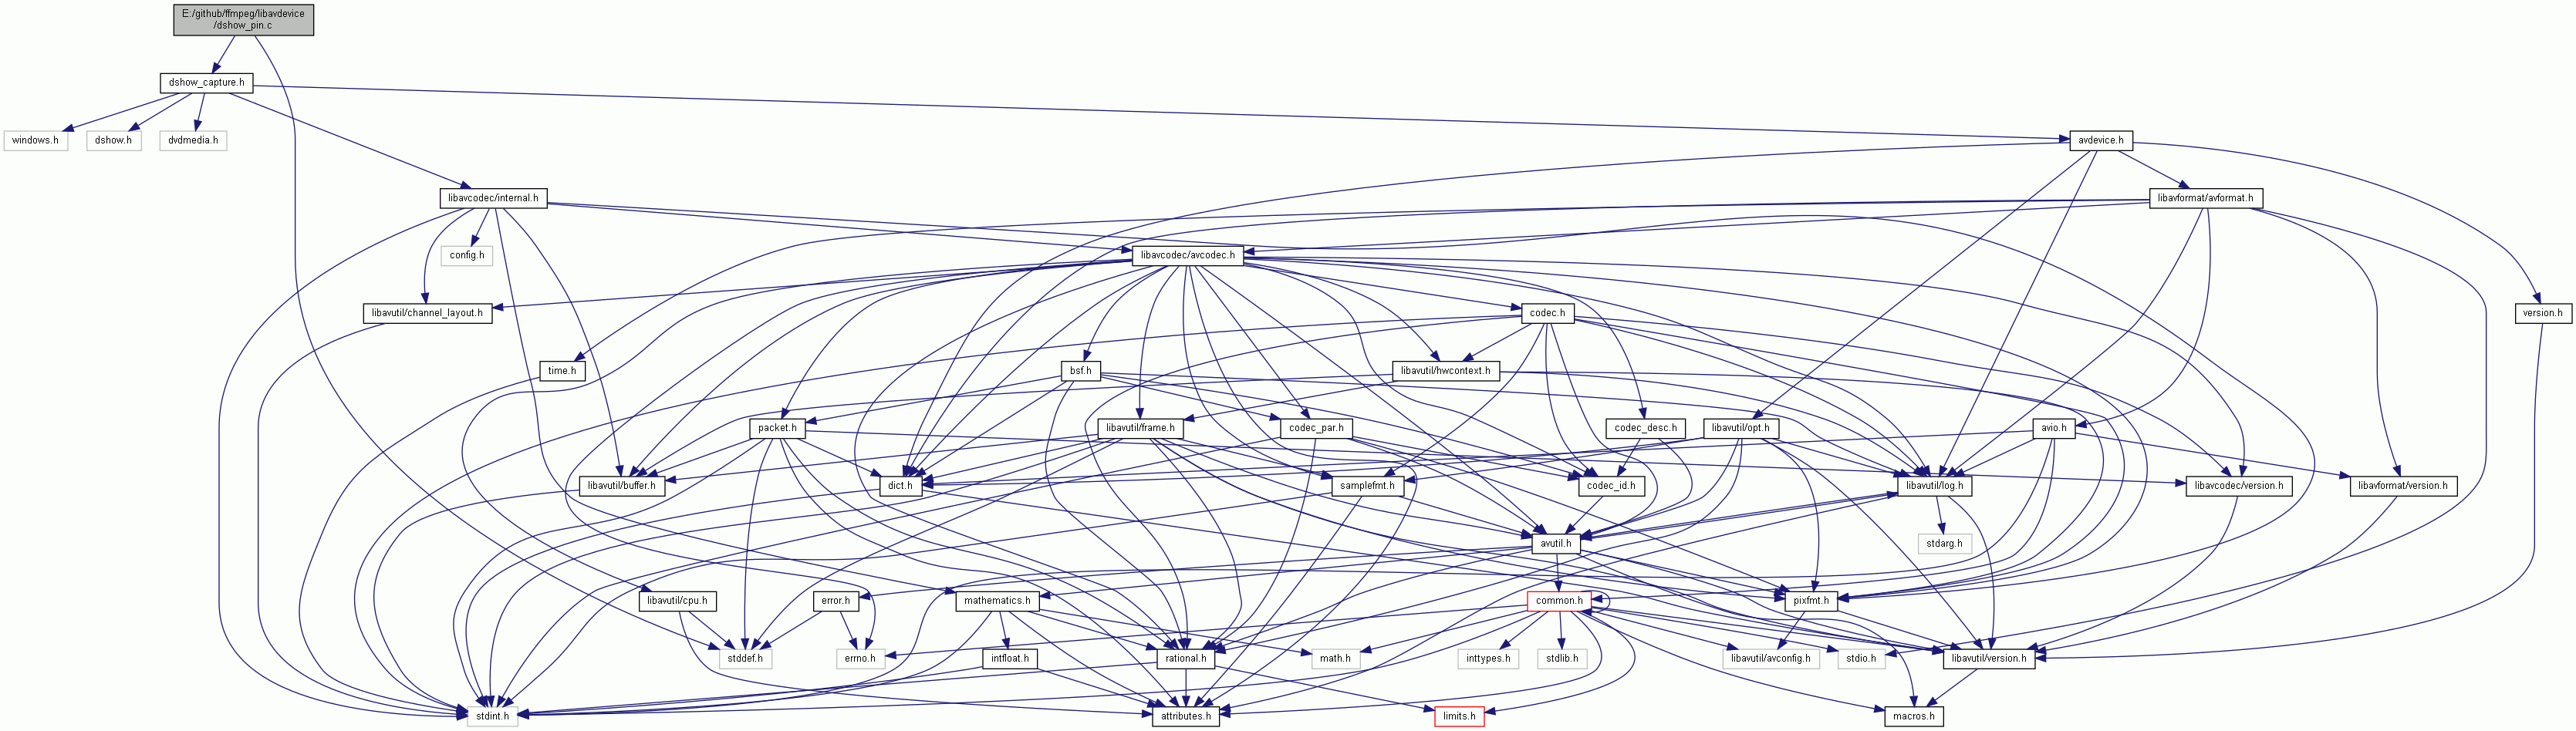 E:/github/ffmpeg/libavdevice
/dshow_pin.c
dshow_capture.h
windows.h
dshow.h
dvdmedia.h
avdevice.h
libavcodec/internal.h
libavformat/avformat.h
config.h
libavcodec/avcodec.h
libavutil/channel_layout.h
codec.h
version.h
time.h
bsf.h
libavutil/hwcontext.h
packet.h
libavutil/frame.h
codec_par.h
codec_desc.h
libavutil/opt.h
avio.h
libavutil/buffer.h
dict.h
samplefmt.h
codec_id.h
libavutil/log.h
libavcodec/version.h
libavformat/version.h
avutil.h
stdarg.h
libavutil/cpu.h
error.h
mathematics.h
common.h
pixfmt.h
stddef.h
errno.h
intfloat.h
rational.h
math.h
inttypes.h
stdlib.h
libavutil/avconfig.h
stdio.h
libavutil/version.h
stdint.h
attributes.h
limits.h
macros.h